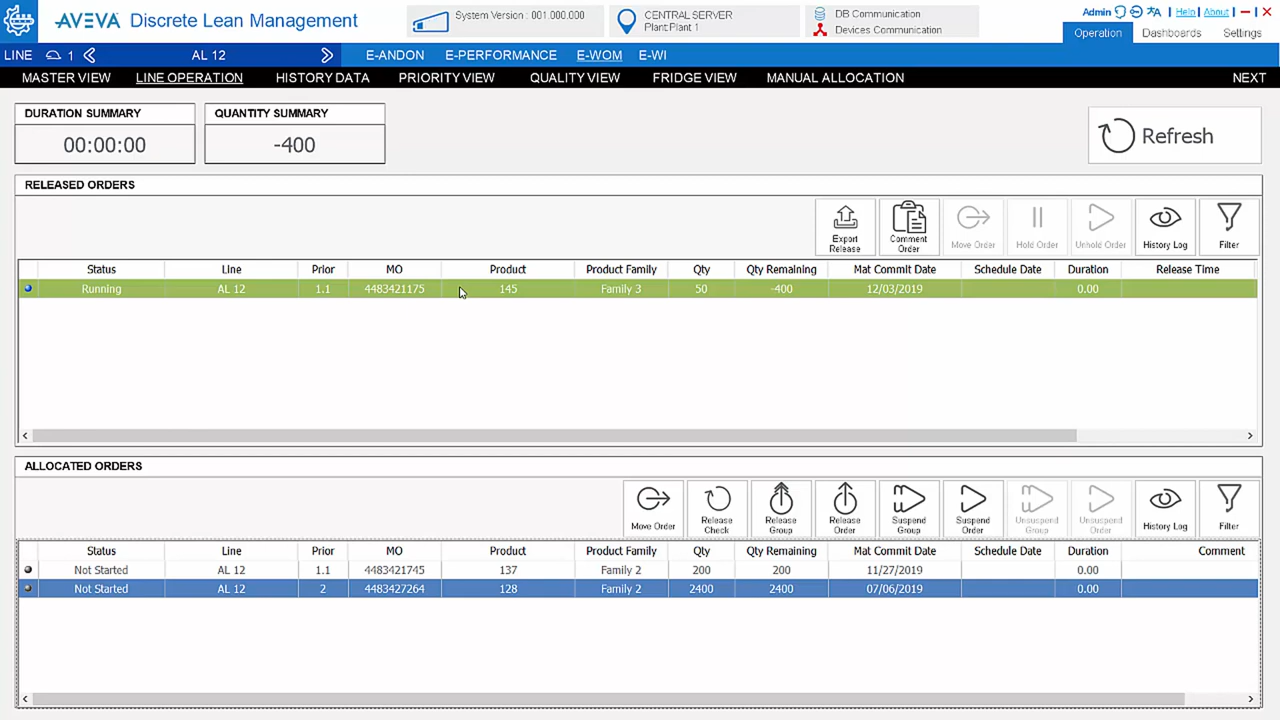 AVEVA Discrete Lean Management
System Version : 001.000.000
CENTRAL SERVER
Plant Plant 1
DB Communication
Devices Communication
Admin Help About
Operation Dashboards Settings
LINE 1 AL 12 E-ANDON E-PERFORMANCE E-WOM E-WI
MASTER VIEW LINE OPERATION HISTORY DATA PRIORITY VIEW QUALITY VIEW FRIDGE VIEW MANUAL ALLOCATION NEXT
DURATION SUMMARY QUANTITY SUMMARY
00:00:00 -400 Refresh
RELEASED ORDERS
Export Release Comment Order Move Order Hold Order Unhold Order History Log Filter
Status Line Prior MO Product Product Family Qty Qty Remaining Mat Commit Date Schedule Date Duration Release Time
Running AL 12 1.1 4483421175 145 Family 3 50 -400 12/03/2019 0.00
ALLOCATED ORDERS
Move Order Release Check Release Group Release Order Suspend Group Suspend Order Unsuspend Group Unsuspend Order History Log Filter
Status Line Prior MO Product Product Family Qty Qty Remaining Mat Commit Date Schedule Date Duration Comment
Not Started AL 12 1.1 4483421745 137 Family 2 200 200 11/27/2019 0.00
Not Started AL 12 2 4483427264 128 Family 2 2400 2400 07/06/2019 0.00